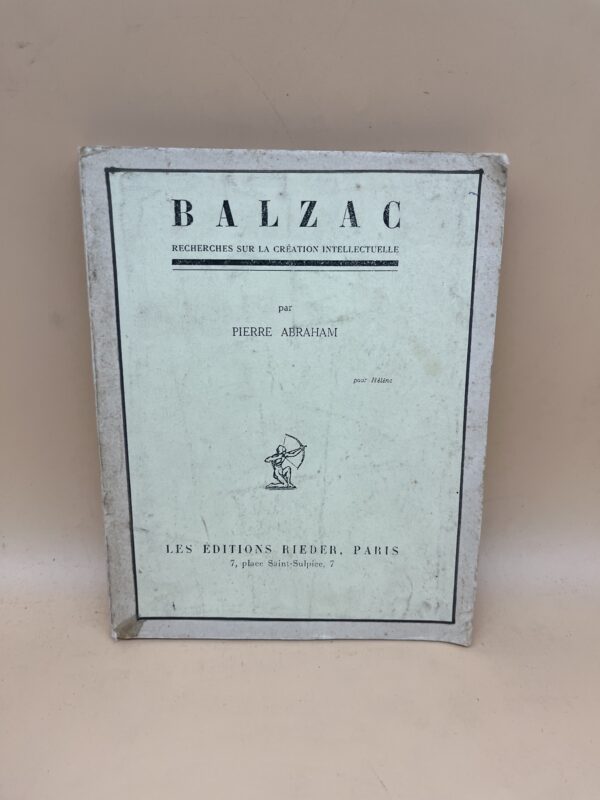 BALZAC
RECHERCHES SUR LA CRÉATION INTELLECTUELLE
par
PIERRE ABRAHAM
pour Hélène
LES ÉDITIONS RIEDER, PARIS
7, place Saint-Sulpice, 7